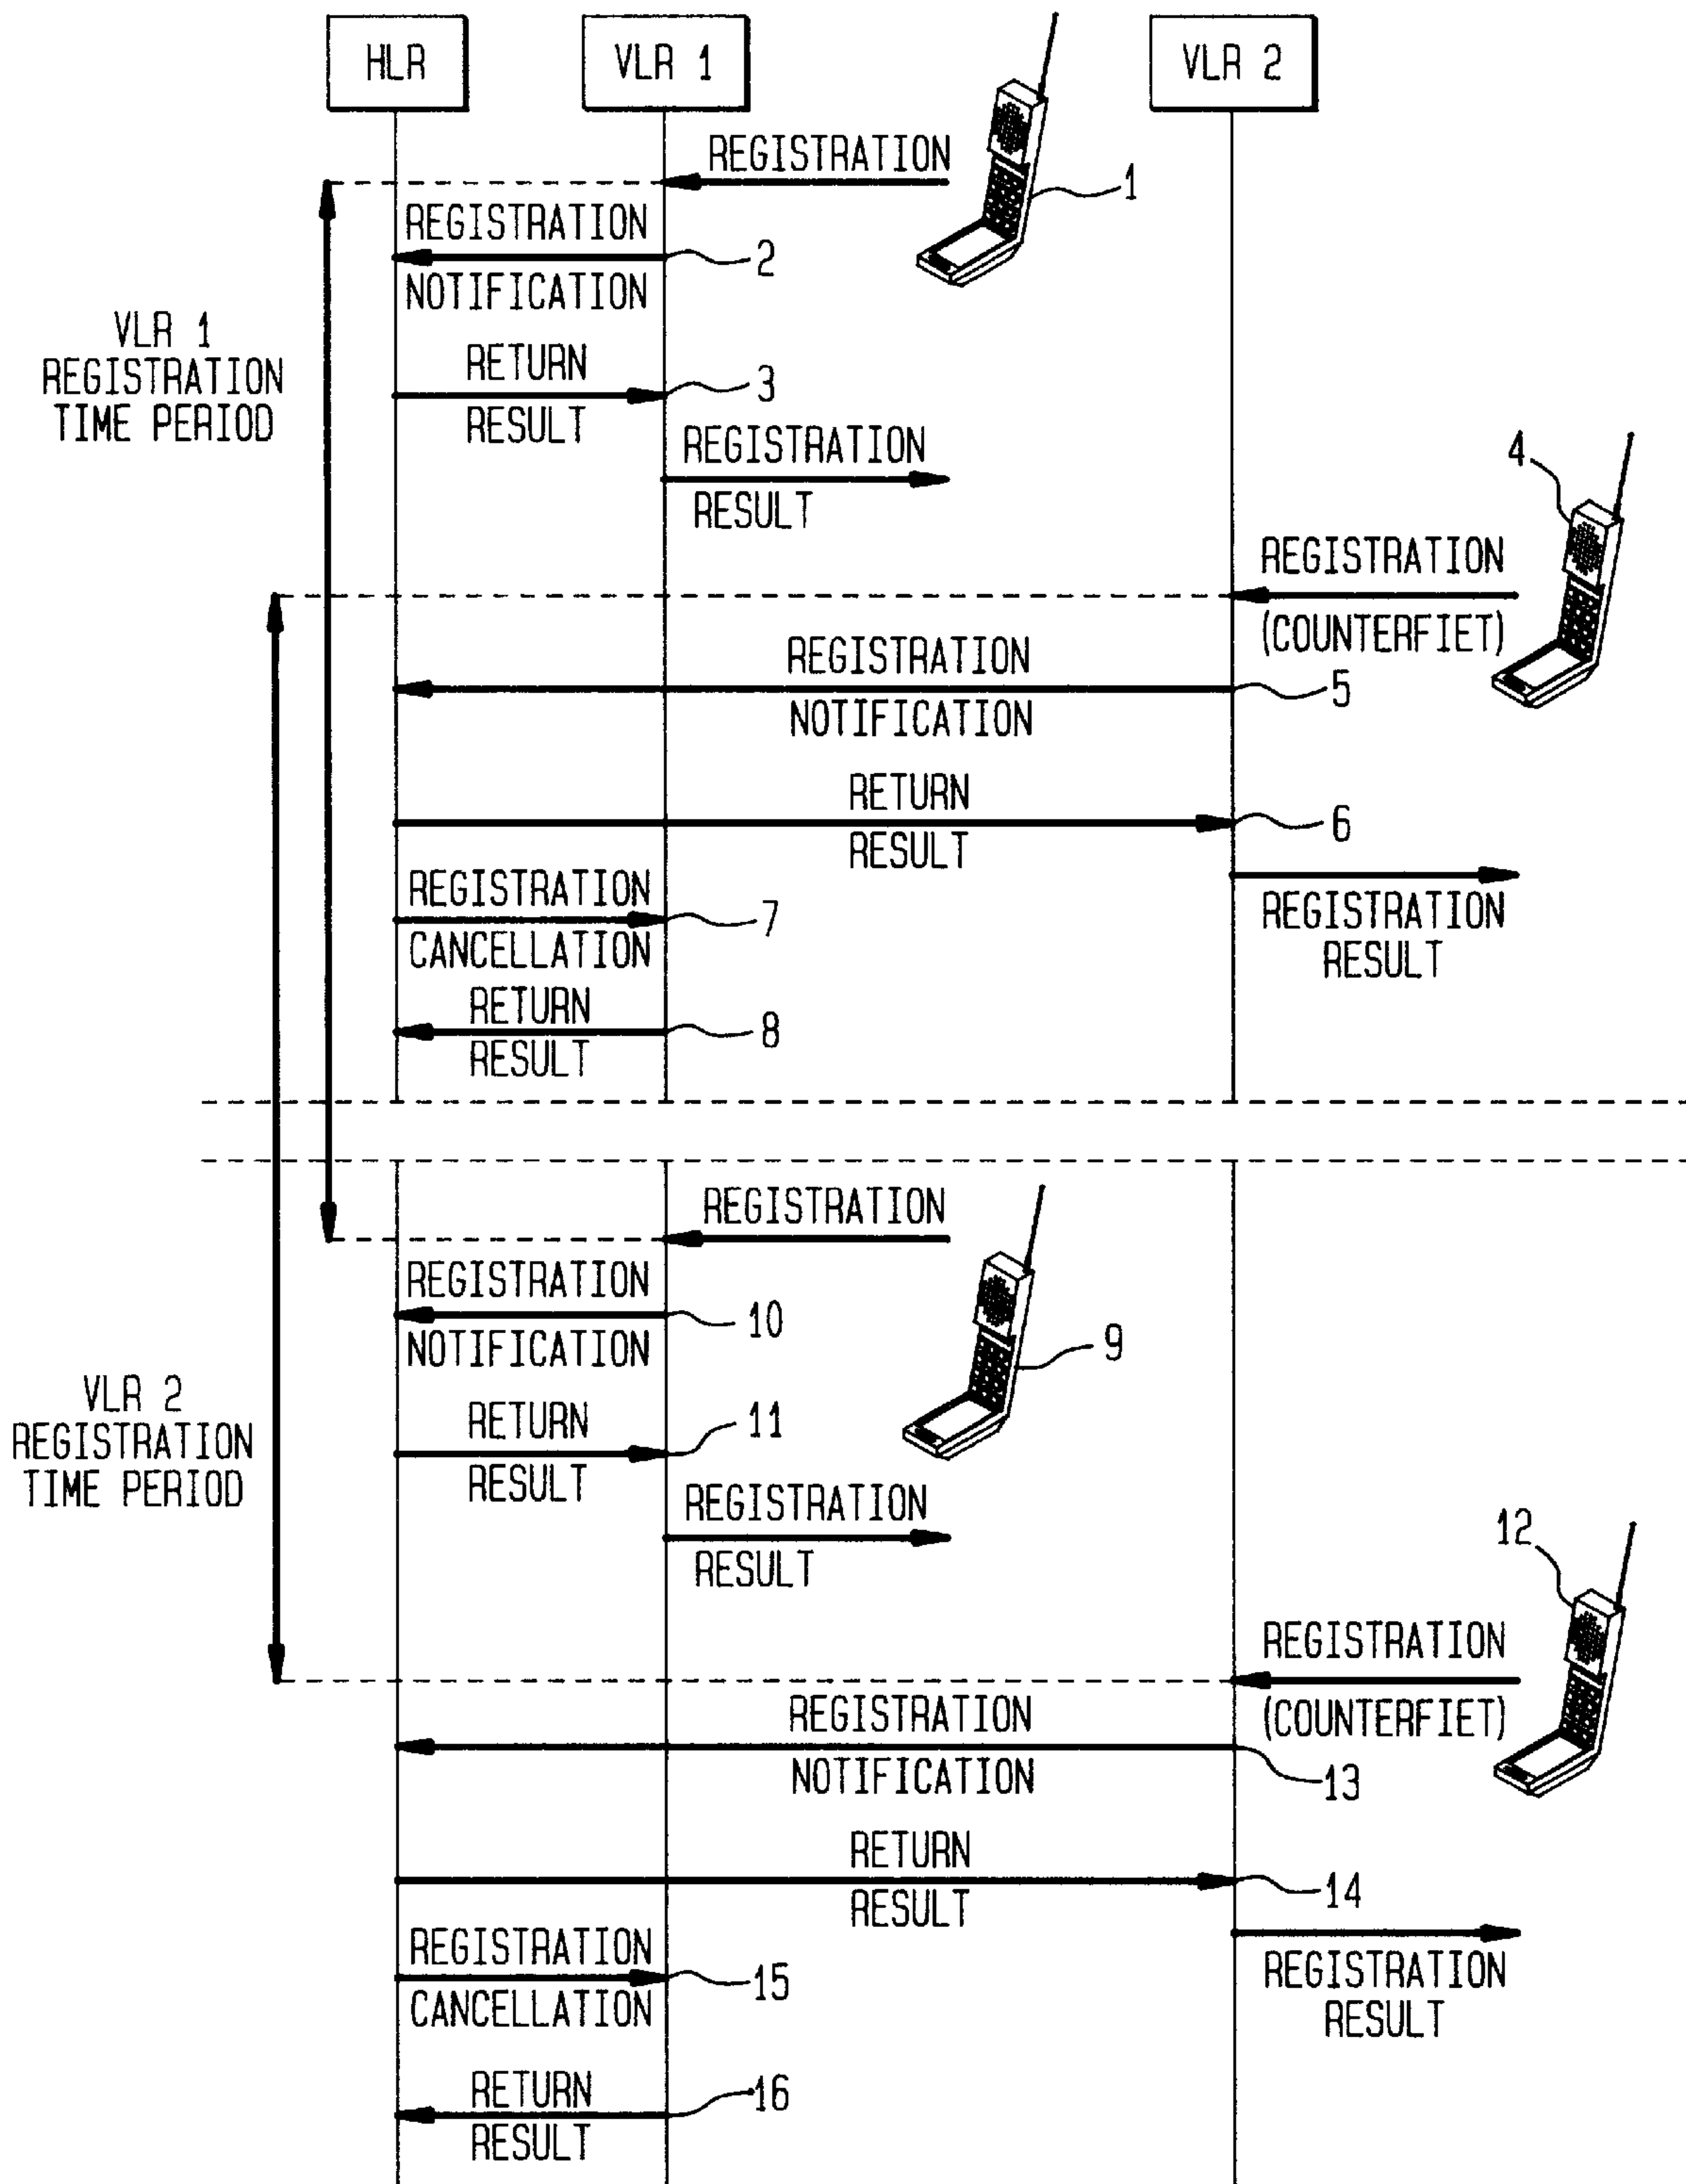 HLR
VLR 1
VLR 2
REGISTRATION
1
REGISTRATION
2
NOTIFICATION
VLR 1
REGISTRATION
TIME PERIOD
RETURN
3
RESULT
REGISTRATION
RESULT
4
REGISTRATION
(COUNTERFIET)
REGISTRATION
5
NOTIFICATION
RETURN
6
RESULT
REGISTRATION
7
CANCELLATION
REGISTRATION
RESULT
RETURN
8
RESULT
REGISTRATION
REGISTRATION
10
NOTIFICATION
9
VLR 2
REGISTRATION
TIME PERIOD
RETURN
11
RESULT
REGISTRATION
RESULT
12
REGISTRATION
(COUNTERFIET)
REGISTRATION
NOTIFICATION
13
RETURN
14
RESULT
REGISTRATION
15
CANCELLATION
REGISTRATION
RESULT
RETURN
16
RESULT